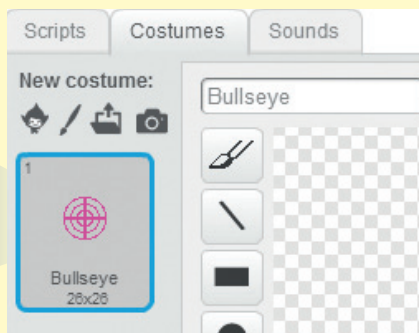 Scripts Costumes Sounds
New costume:
Bullseye
1
Bullseye
26x26